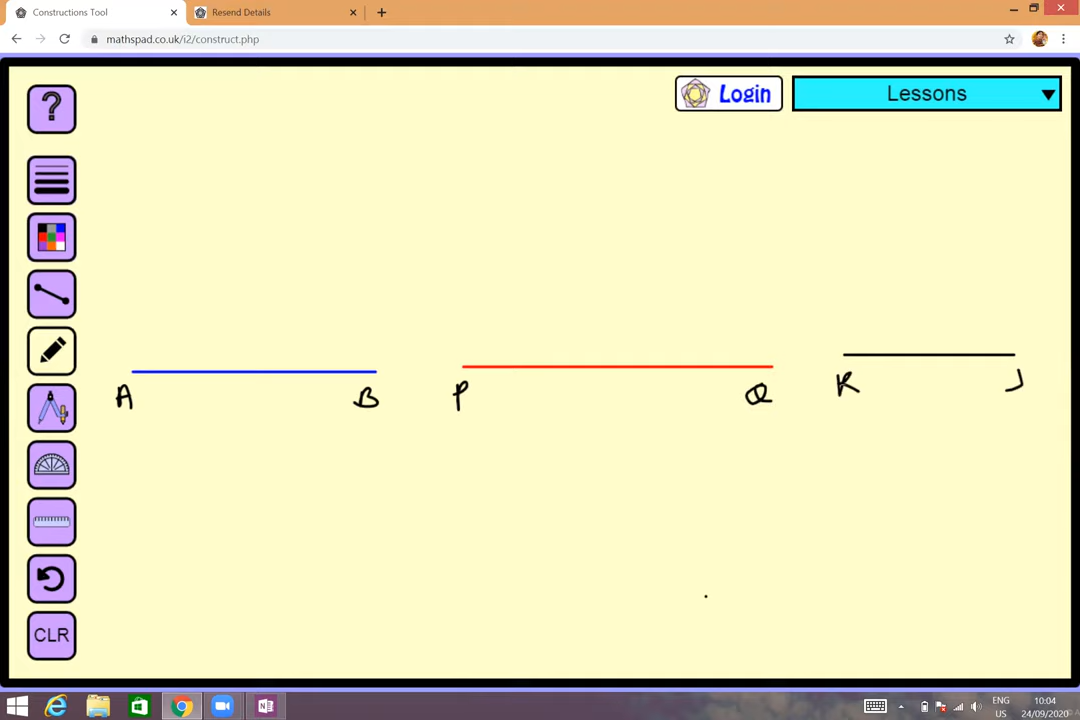 Constructions Tool
Resend Details
mathspad.co.uk/i2/construct.php
?
Login
Lessons
A B P Q K J
CLR
ENG
US
10:04
24/09/2020